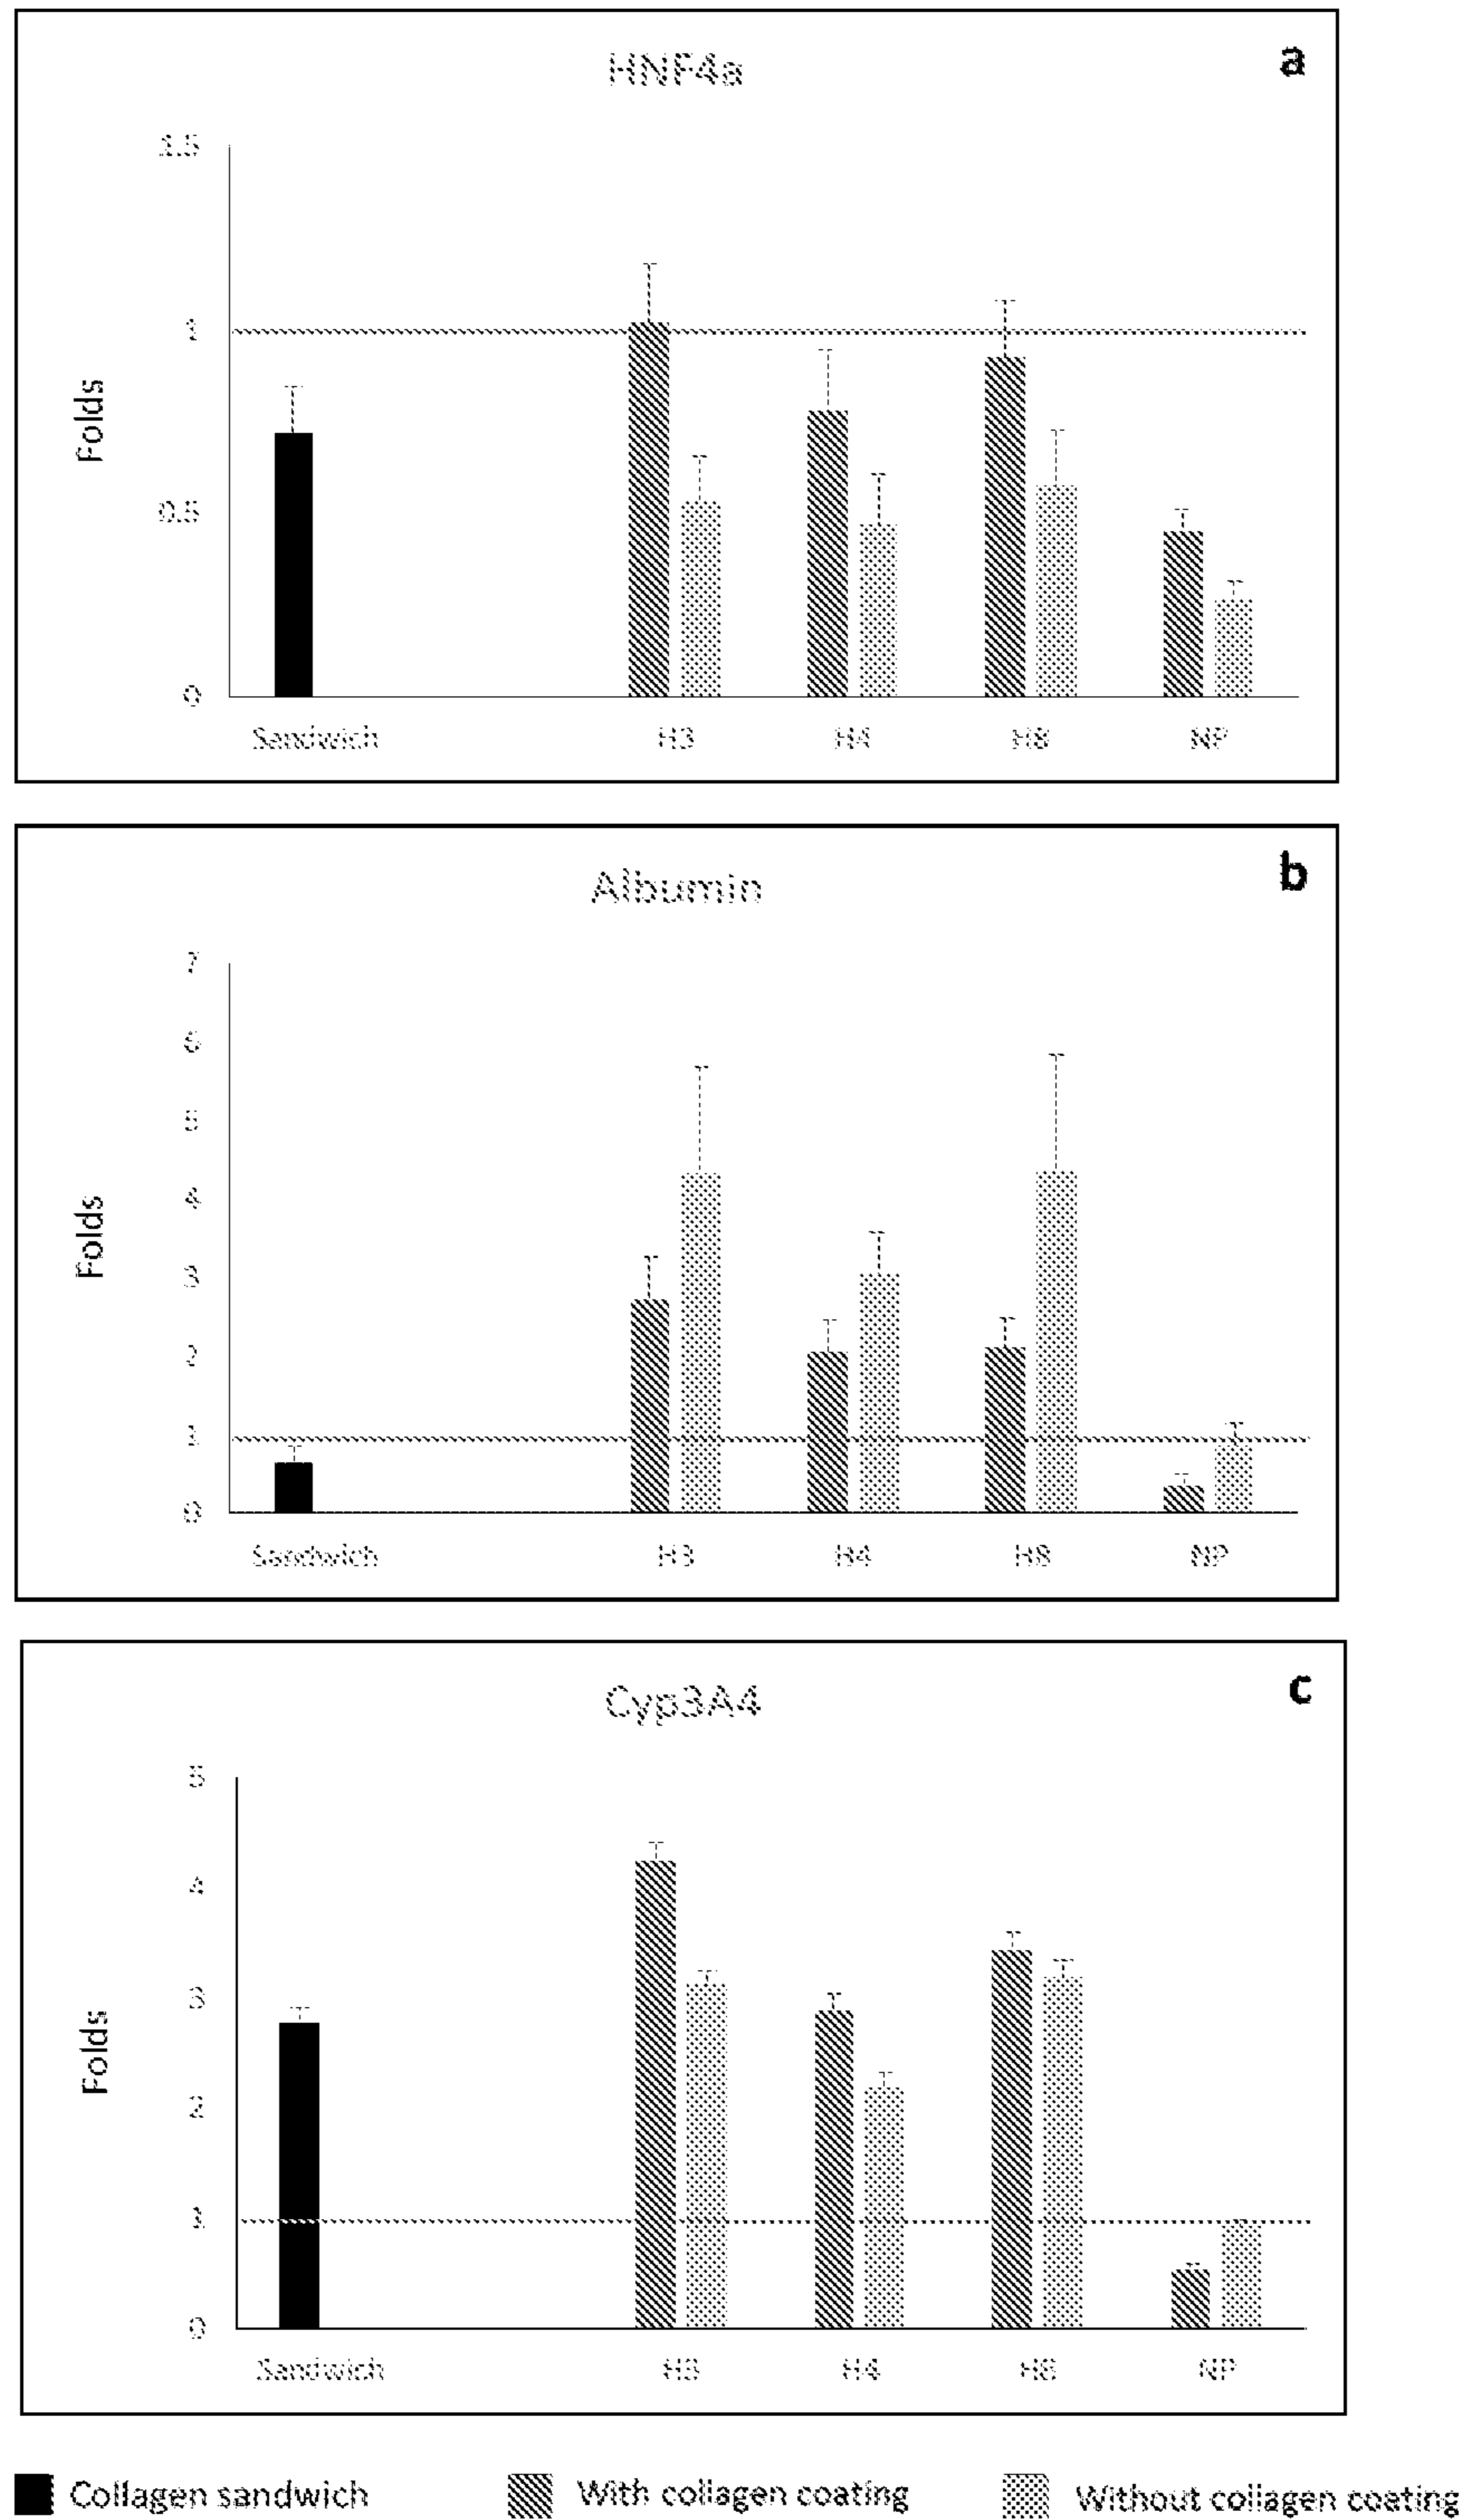 a
HNF4a
1.5
1
0.5
0
Folds
Sandwich H3 H4 H8 NP
b
Albumin
7
6
5
4
3
2
1
0
Folds
Sandwich H3 H4 H8 NP
c
Cyp3A4
5
4
3
2
1
0
Folds
Sandwich H3 H4 H8 NP
Collagen sandwich With collagen coating Without collagen coating